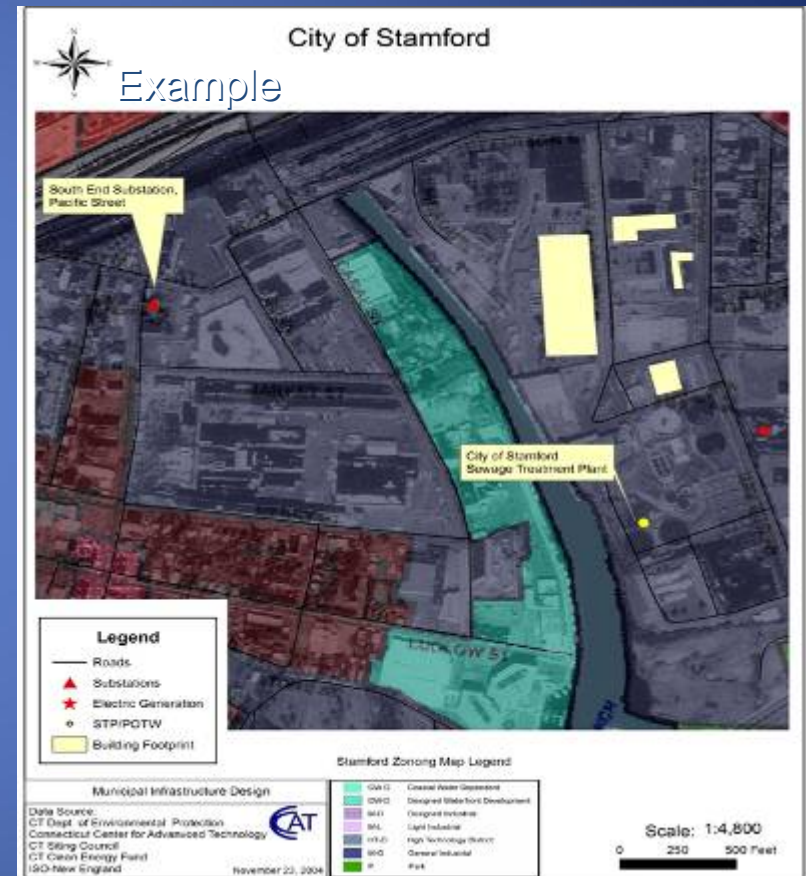 City of Stamford
Example
South End Substation,
Pacific Street
CANAL ST
City of Stamford
Sewage Treatment Plant
LUDLOW ST
Legend
Roads
Substations
Electric Generation
STP/POTW
Building Footprint
Stamford Zonong Map Legend
Municipal Infrastructure Design
Data Source:
CT Dept of Environmental Protection
Connecticut Center for Advanced Technology
CT Siting Council
CT Clean Energy Fund
ISO-New England
CAT
November 23, 2004
Coastal Water Dependent
Designed Waterfront Development
Designed Industrial
Light Industrial
High Technology District
General Industrial
P Park
Scale: 1:4,800
0 250 500 Feet